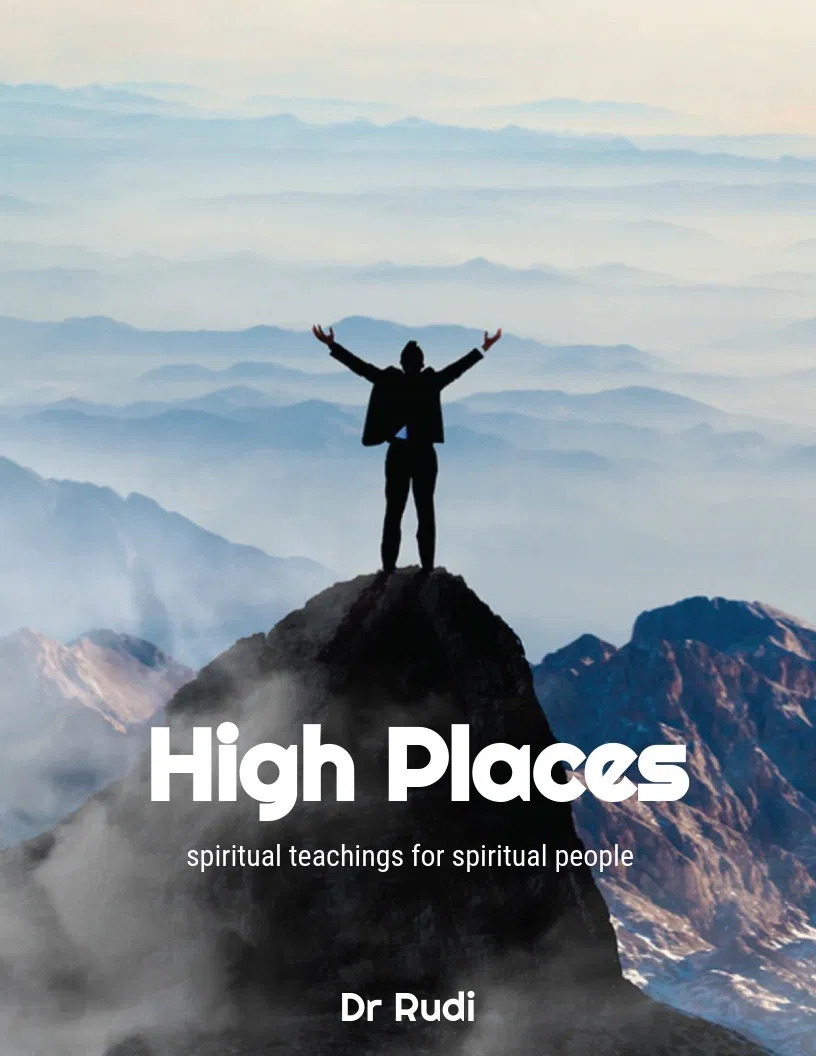 High Places
spiritual teachings for spiritual people
Dr Rudi